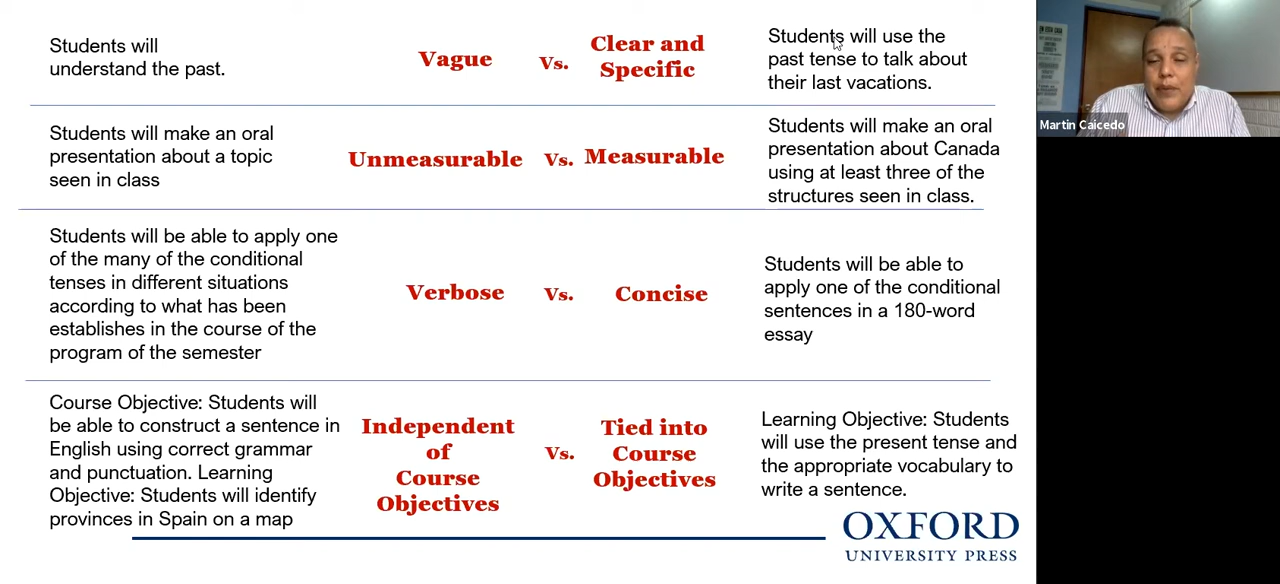 Students will
understand the past.
Vague
Vs.
Clear and
Specific
Students will use the
past tense to talk about
their last vacations.
Students will make an oral
presentation about a topic
seen in class
Unmeasurable
Vs.
Measurable
Students will make an oral
presentation about Canada
using at least three of the
structures seen in class.
Students will be able to apply one
of the many of the conditional
tenses in different situations
according to what has been
establishes in the course of the
program of the semester
Verbose
Vs.
Concise
Students will be able to
apply one of the conditional
sentences in a 180-word
essay
Course Objective: Students will
be able to construct a sentence in
English using correct grammar
and punctuation. Learning
Objective: Students will identify
provinces in Spain on a map
Independent
of
Course
Objectives
Vs.
Tied into
Course
Objectives
Learning Objective: Students
will use the present tense and
the appropriate vocabulary to
write a sentence.
OXFORD
UNIVERSITY PRESS
Martin Caicedo